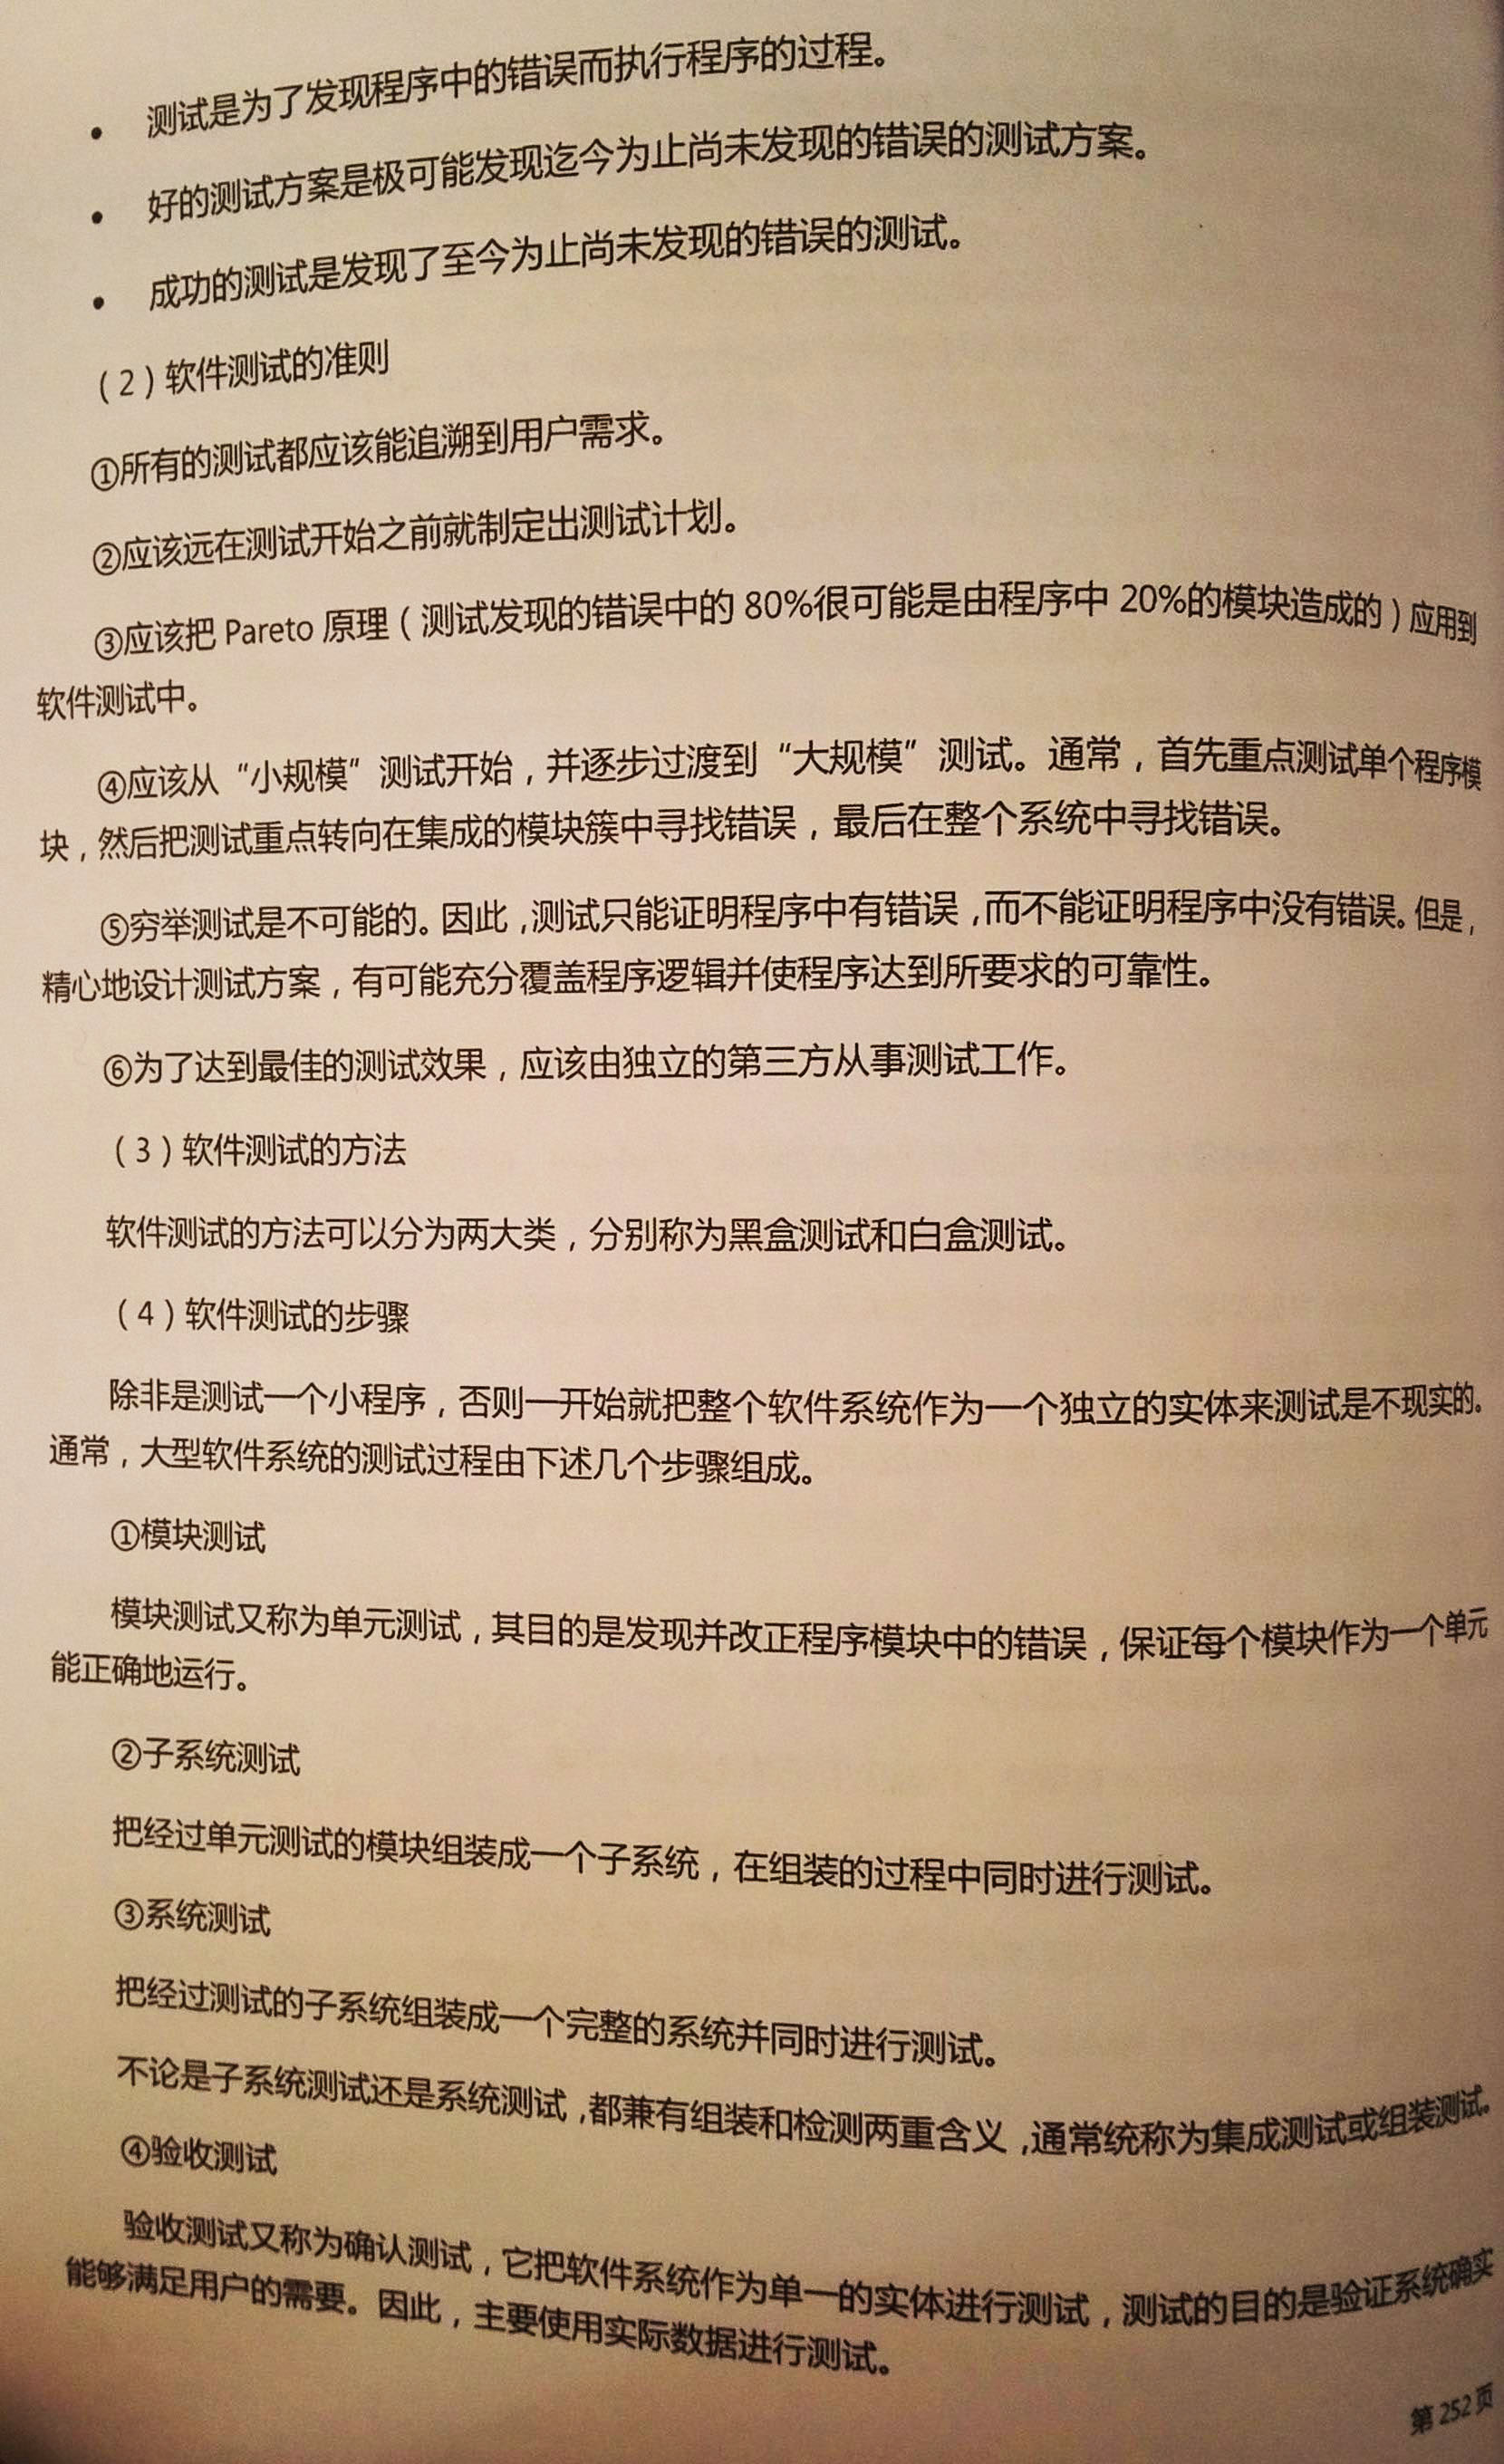 • 测试是为了发现程序中的错误而执行程序的过程。
• 好的测试方案是极可能发现迄今为止尚未发现的错误的测试方案。
• 成功的测试是发现了至今为止尚未发现的错误的测试。
（2）软件测试的准则
①所有的测试都应该能追溯到用户需求。
②应该远在测试开始之前就制定出测试计划。
③应该把 Pareto 原理（测试发现的错误中的 80%很可能是由程序中 20%的模块造成的）应用到
软件测试中。
④应该从“小规模”测试开始，并逐步过渡到“大规模”测试。通常，首先重点测试单个程序模
块，然后把测试重点转向在集成的模块簇中寻找错误，最后在整个系统中寻找错误。
⑤穷举测试是不可能的。因此，测试只能证明程序中有错误，而不能证明程序中没有错误。但是，
精心地设计测试方案，有可能充分覆盖程序逻辑并使程序达到所要求的可靠性。
⑥为了达到最佳的测试效果，应该由独立的第三方从事测试工作。
（3）软件测试的方法
软件测试的方法可以分为两大类，分别称为黑盒测试和白盒测试。
（4）软件测试的步骤
除非是测试一个小程序，否则一开始就把整个软件系统作为一个独立的实体来测试是不现实的。
通常，大型软件系统的测试过程由下述几个步骤组成。
①模块测试
模块测试又称为单元测试，其目的是发现并改正程序模块中的错误，保证每个模块作为一个单元
能正确地运行。
②子系统测试
把经过单元测试的模块组装成一个子系统，在组装的过程中同时进行测试。
③系统测试
把经过测试的子系统组装成一个完整的系统并同时进行测试。
不论是子系统测试还是系统测试，都兼有组装和检测两重含义，通常统称为集成测试或组装测试。
④验收测试
验收测试又称为确认测试，它把软件系统作为单一的实体进行测试，测试的目的是验证系统确实
能够满足用户的需要。因此，主要使用实际数据进行测试。
第 252 页